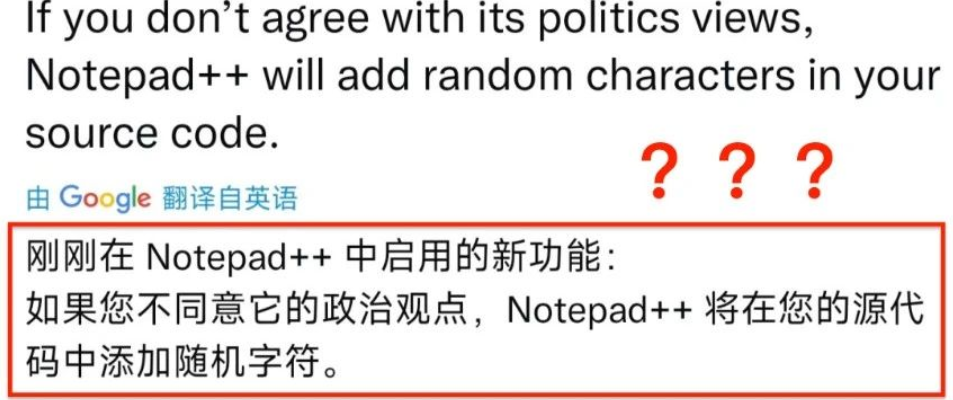 If you don't agree with its politics views,
Notepad++ will add random characters in your
source code.
? ? ?
由 Google 翻译自英语
刚刚在 Notepad++ 中启用的新功能：
如果您不同意它的政治观点，Notepad++ 将在您的源代
码中添加随机字符。